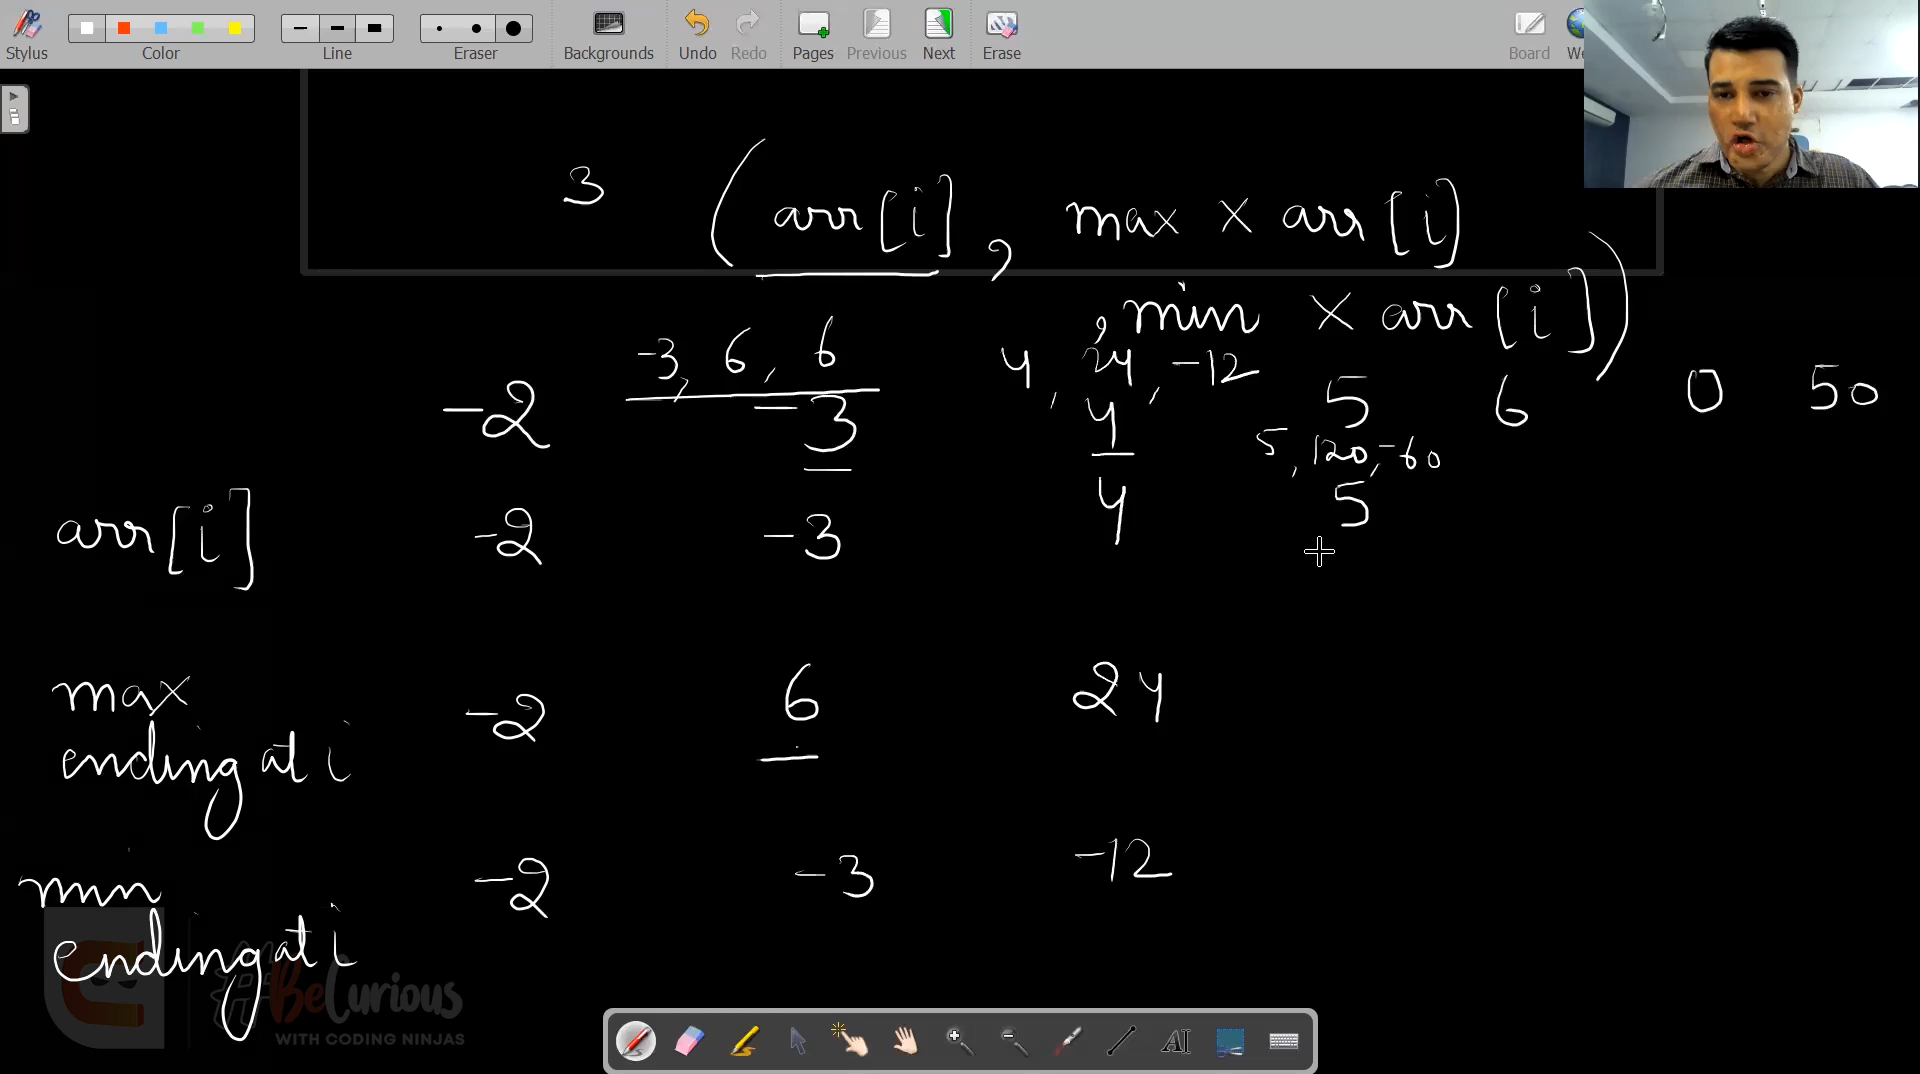 Stylus Color Line Eraser Backgrounds Undo Redo Pages Previous Next Erase Board We
3 (arr[i], max X arr[i]
, min X arr[i])
-3, 6, 6 4, 24, -12
-2 -3 4 5 6 0 50
5, 120, -60
arr[i] -2 -3 4 5
max ending at i -2 6 24
min ending at i -2 -3 -12
#BeCurious
WITH CODING NINJAS
AI